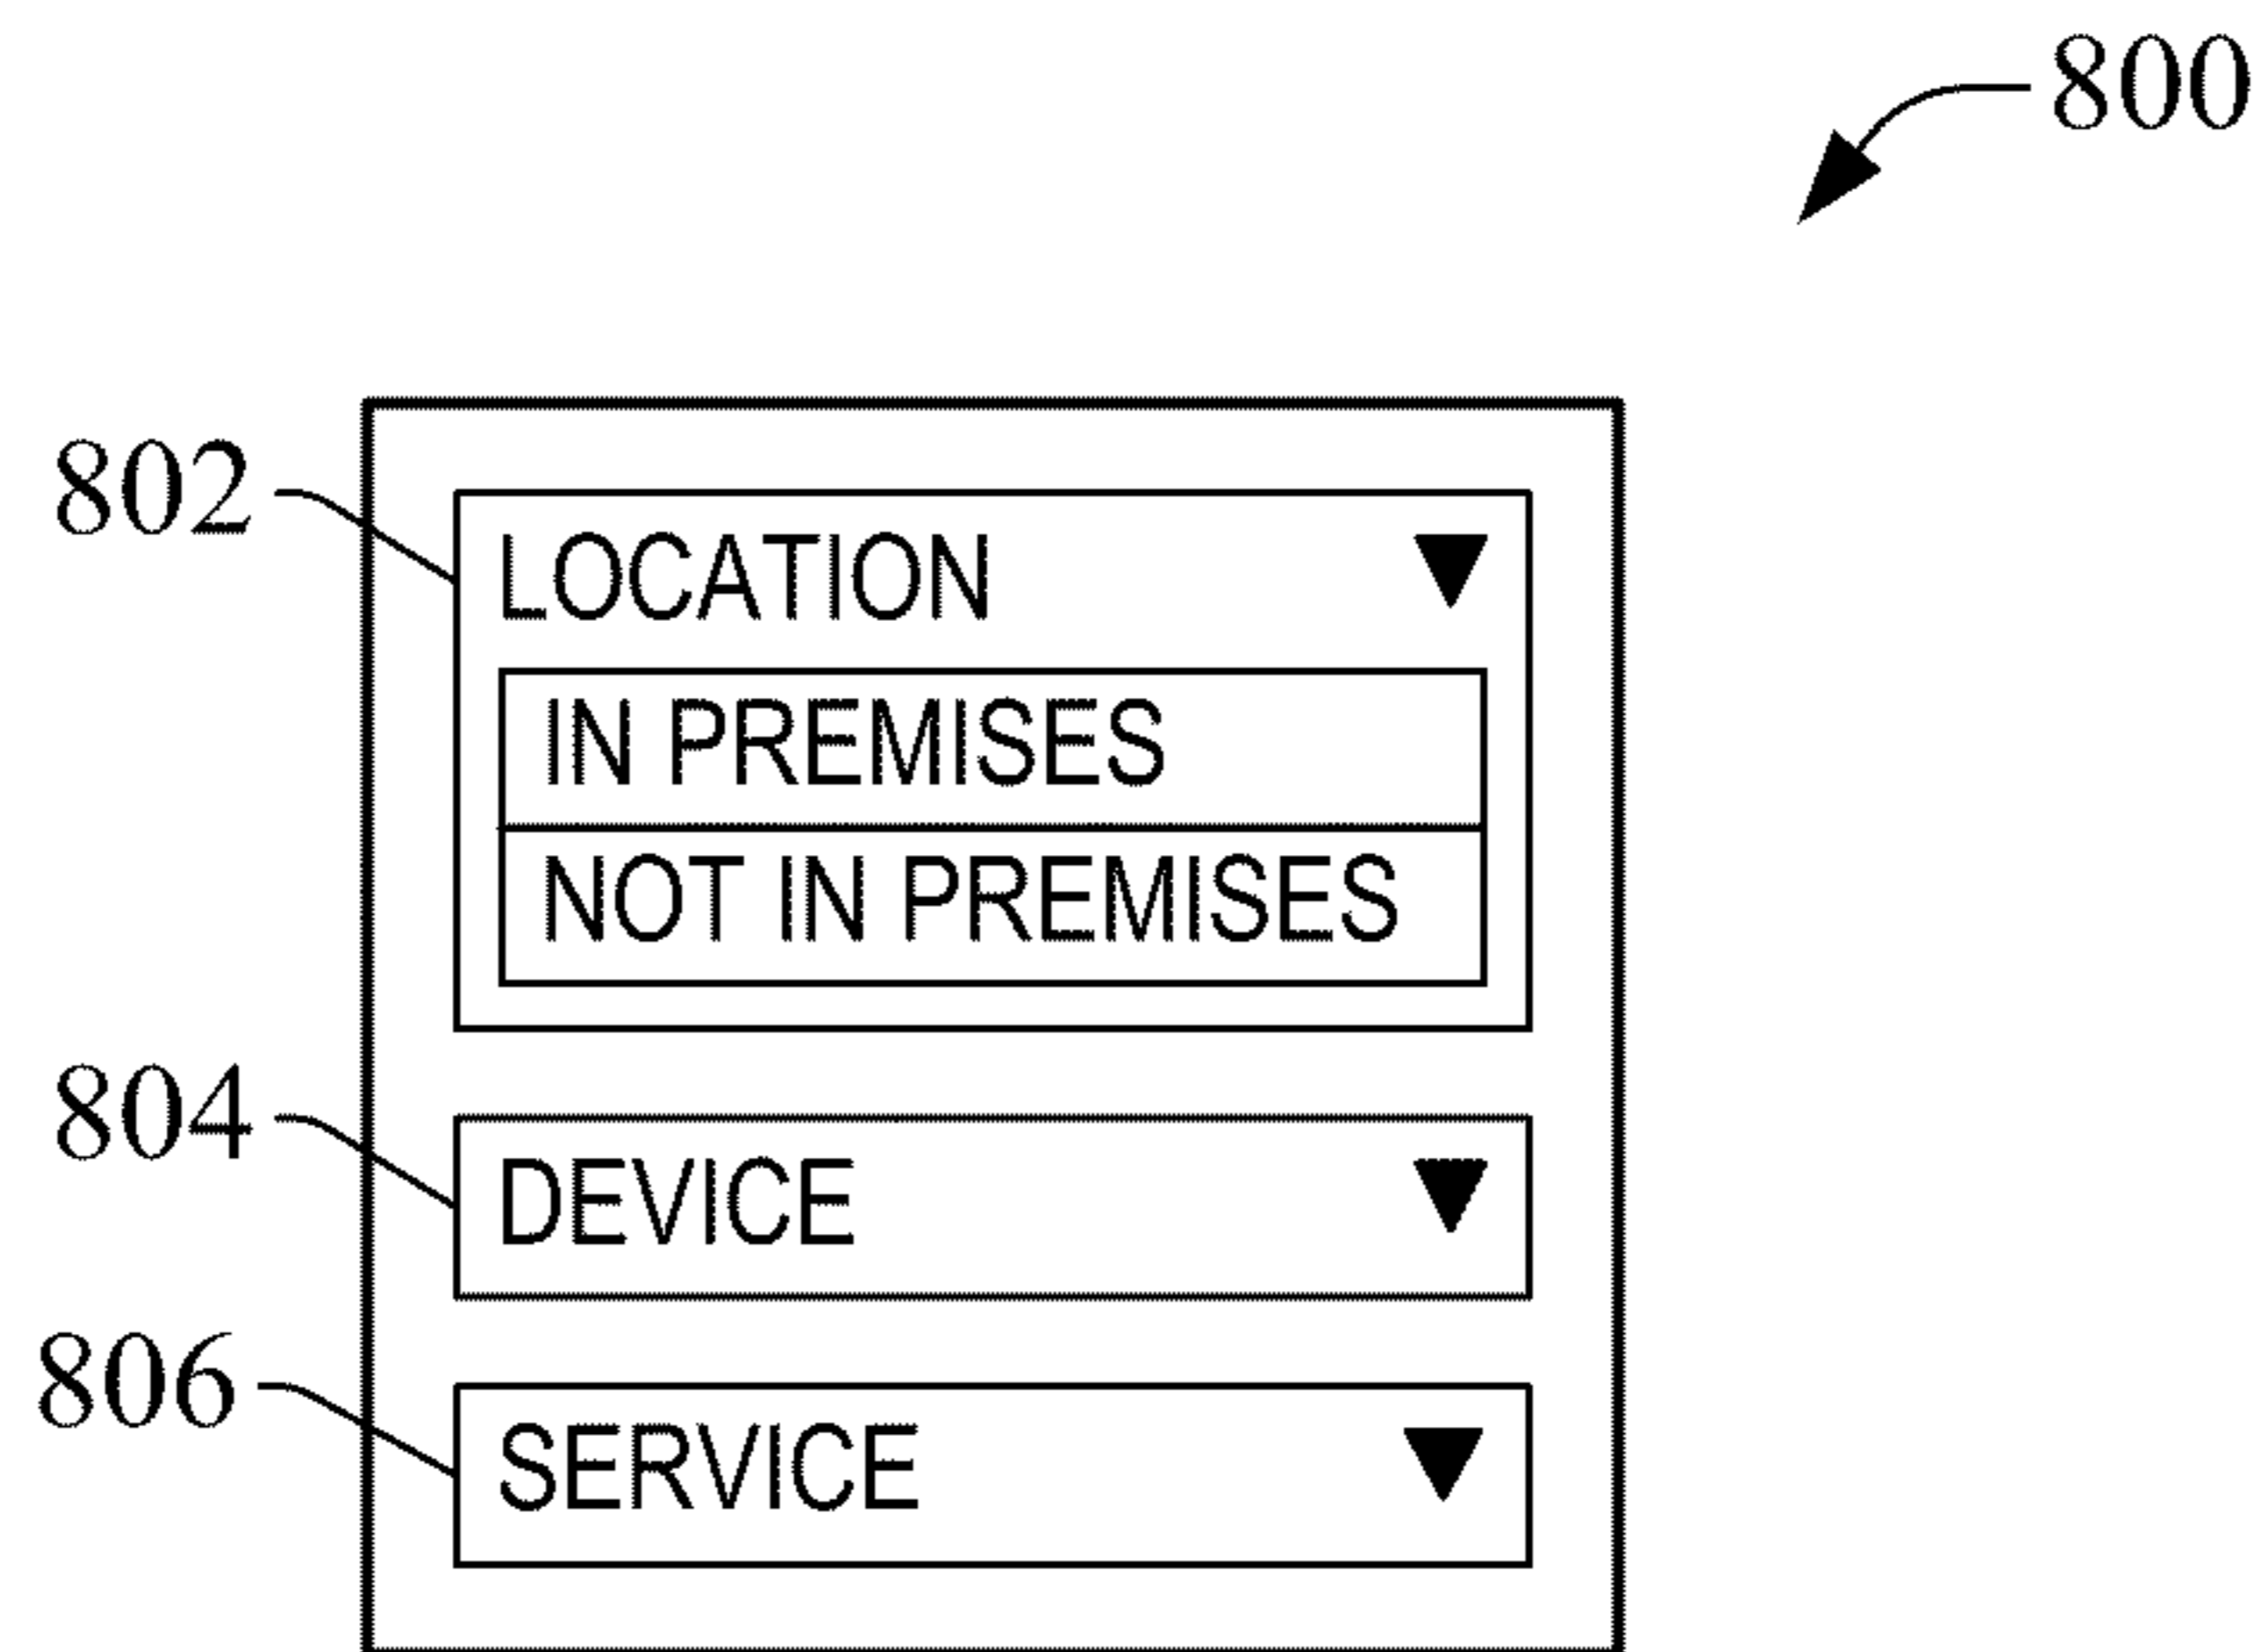 800
802
LOCATION
IN PREMISES
NOT IN PREMISES
804
DEVICE
806
SERVICE